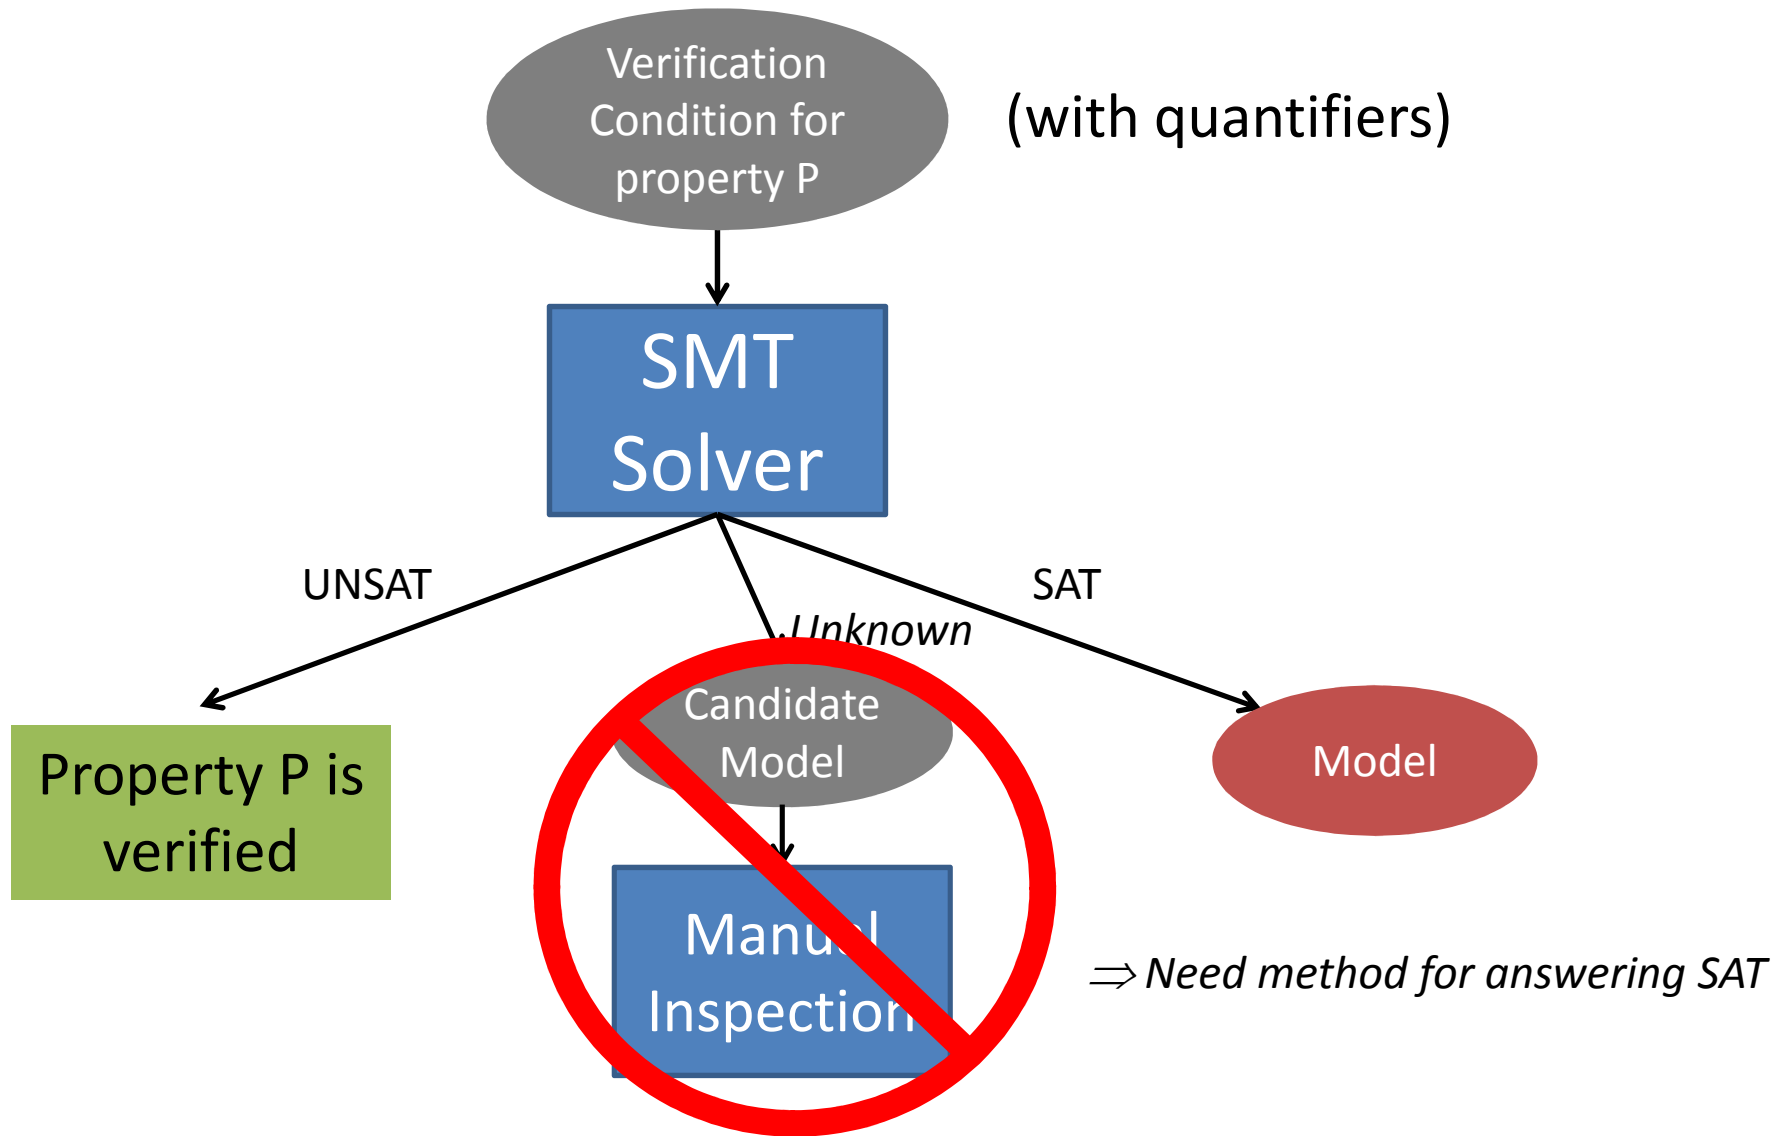 Verification
Condition for
property P
(with quantifiers)
SMT
Solver
UNSAT
SAT
Unknown
Candidate
Model
Model
Property P is
verified
Manual
Inspection
⇒ Need method for answering SAT